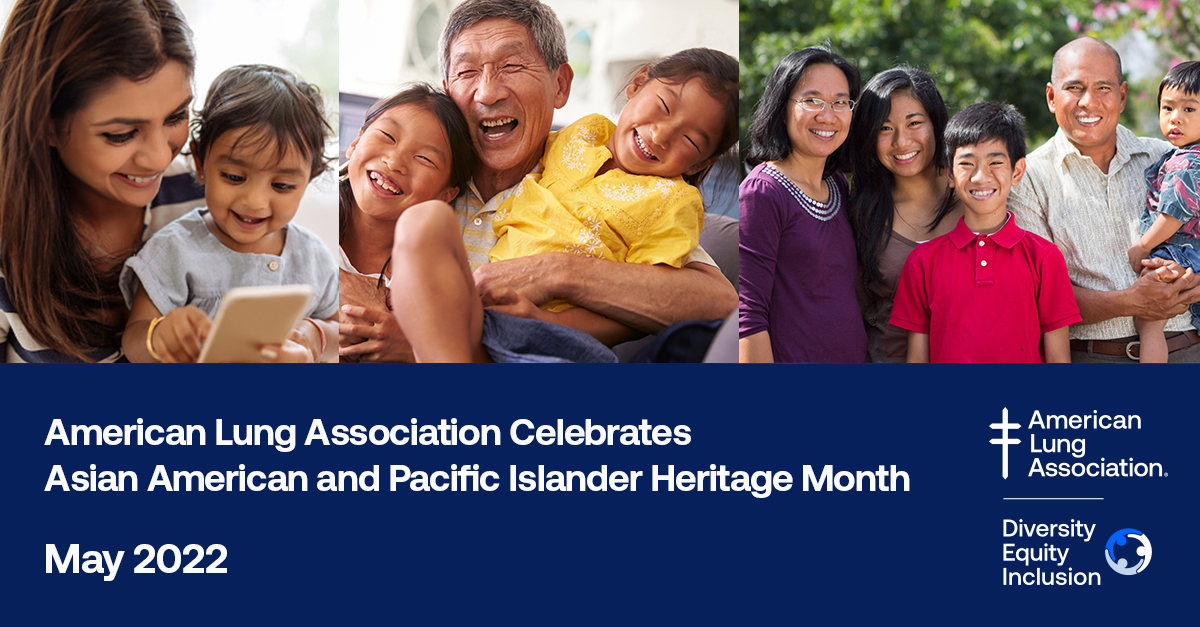 American Lung Association Celebrates
Asian American and Pacific Islander Heritage Month
May 2022
American
Lung
Association®
Diversity
Equity
Inclusion